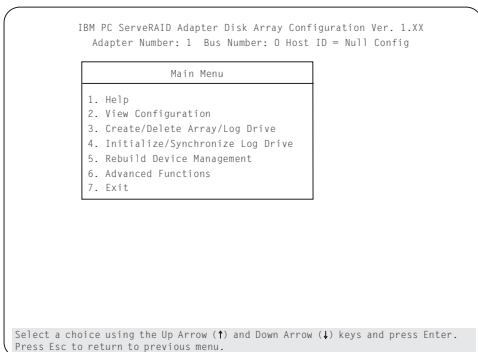 IBM PC ServeRAID Adapter Disk Array Configuration Ver. 1.XX
Adapter Number: 1 Bus Number: 0 Host ID = Null Config
Main Menu
1. Help
2. View Configuration
3. Create/Delete Array/Log Drive
4. Initialize/Synchronize Log Drive
5. Rebuild Device Management
6. Advanced Functions
7. Exit
Select a choice using the Up Arrow (↑) and Down Arrow (↓) keys and press Enter.
Press Esc to return to previous menu.